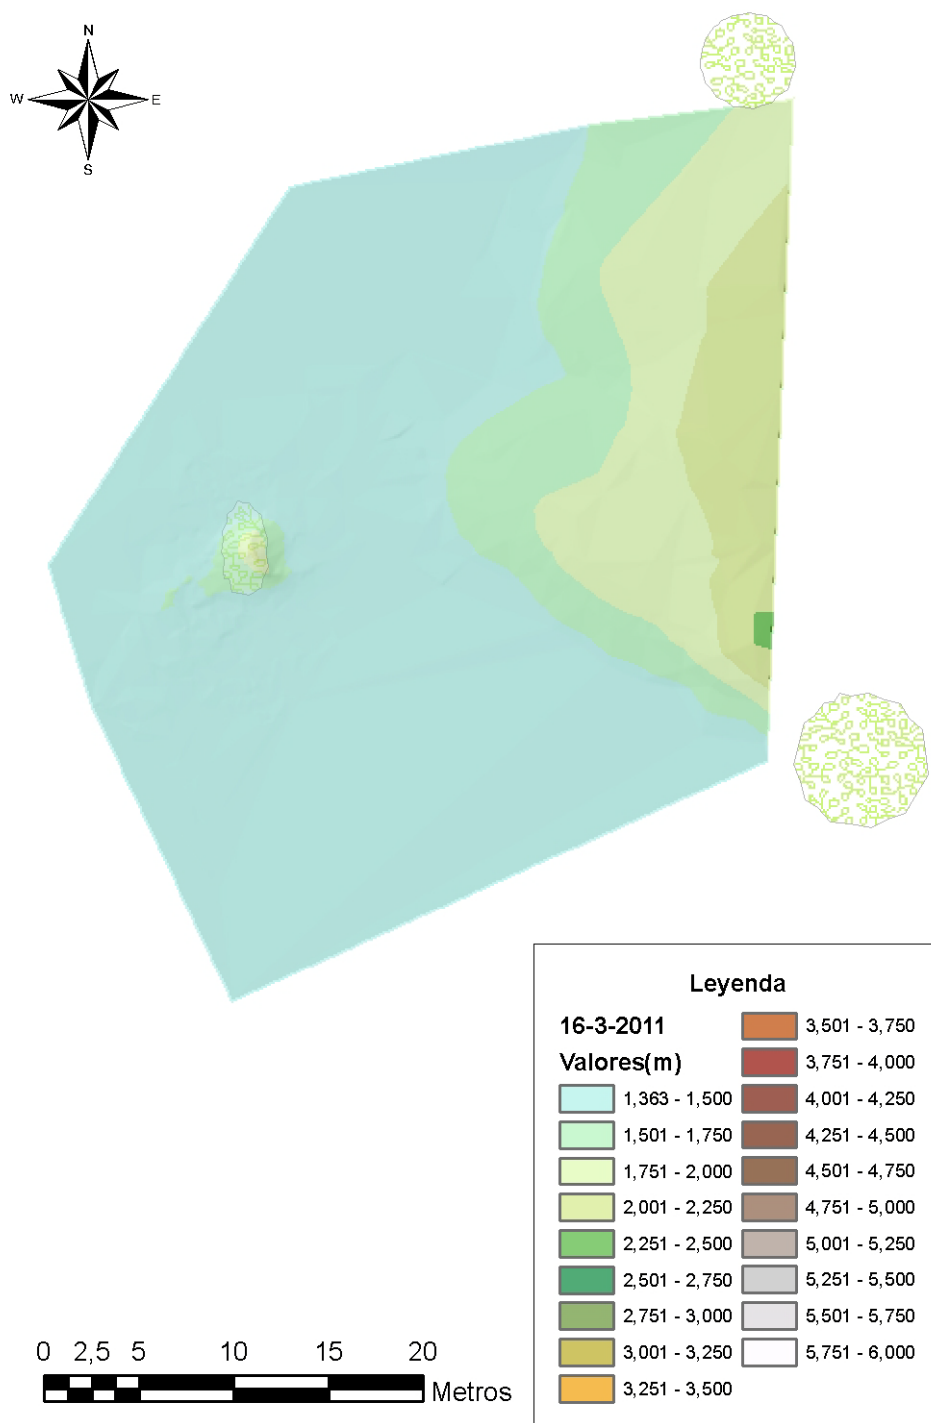 N
W
E
S
Leyenda
16-3-2011
Valores(m)
1,363 - 1,500
1,501 - 1,750
1,751 - 2,000
2,001 - 2,250
2,251 - 2,500
2,501 - 2,750
2,751 - 3,000
3,001 - 3,250
3,251 - 3,500
3,501 - 3,750
3,751 - 4,000
4,001 - 4,250
4,251 - 4,500
4,501 - 4,750
4,751 - 5,000
5,001 - 5,250
5,251 - 5,500
5,501 - 5,750
5,751 - 6,000
0 2,5 5 10 15 20
Metros